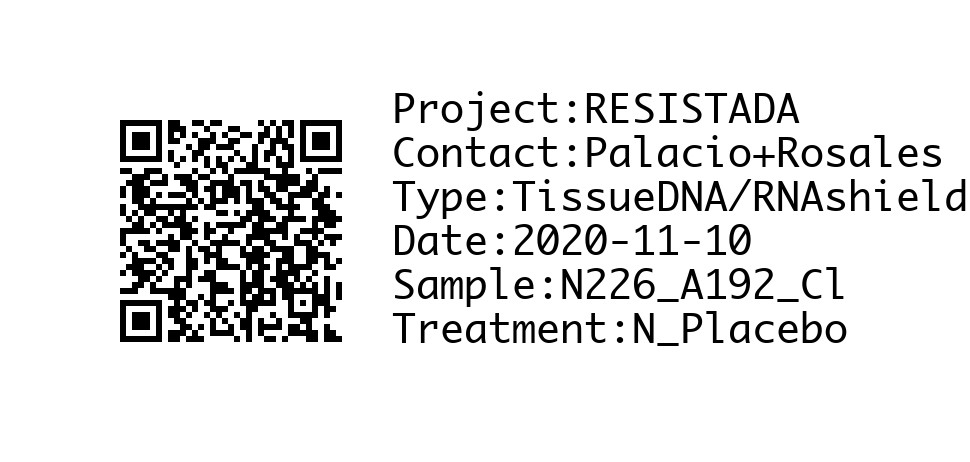 Project:RESISTADA
Contact:Palacio+Rosales
Type:TissueDNA/RNAshield
Date:2020-11-10
Sample:N226_A192_Cl
Treatment:N_Placebo